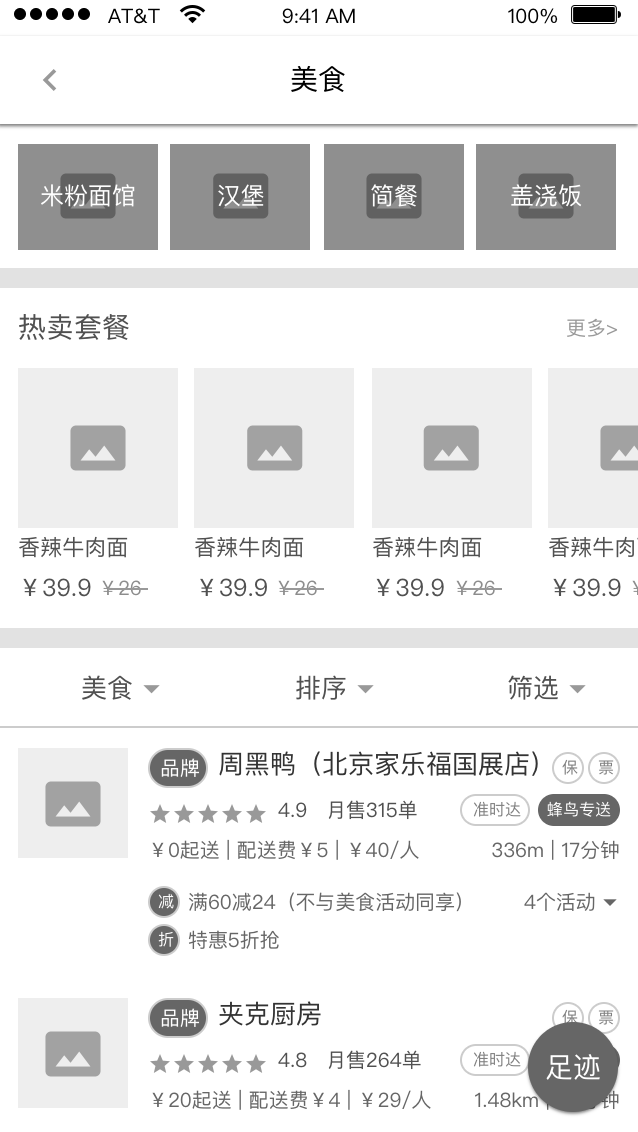 AT&T 9:41 AM 100%
美食
米粉面馆 汉堡 简餐 盖浇饭
热卖套餐 更多>
香辣牛肉面 香辣牛肉面 香辣牛肉面 香辣牛肉
￥39.9 ￥26 ￥39.9 ￥26 ￥39.9 ￥26 ￥39.9
美食 排序 筛选
品牌 周黑鸭（北京家乐福国展店） 保 票
4.9 月售315单 准时达 蜂鸟专送
￥0起送 | 配送费￥5 | ￥40/人 336m | 17分钟
减 满60减24（不与美食活动同享） 4个活动
折 特惠5折抢
品牌 夹克厨房 保 票
4.8 月售264单 准时达
￥20起送 | 配送费￥4 | ￥29/人 1.48km 钟
足迹